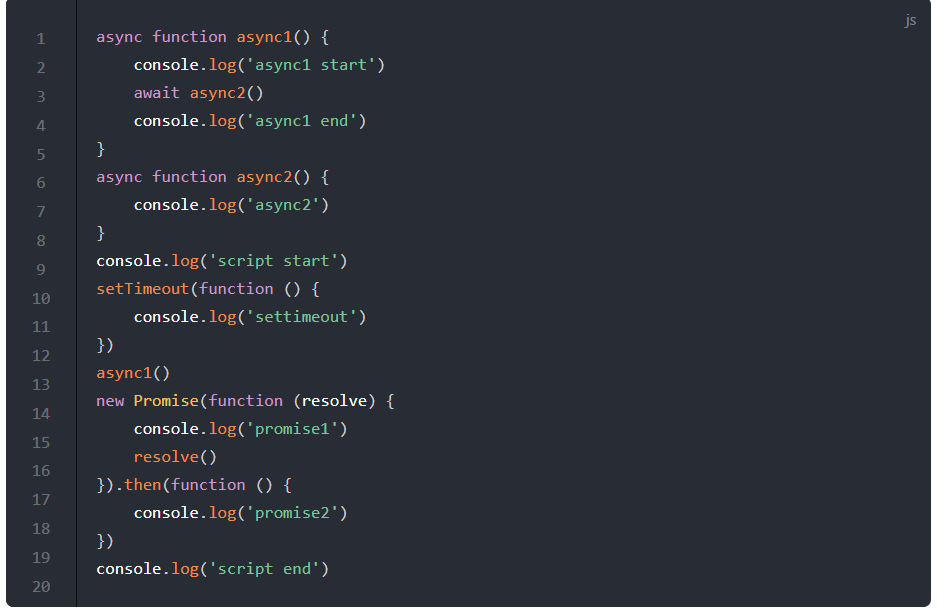 js
1 async function async1() {
2     console.log('async1 start')
3     await async2()
4     console.log('async1 end')
5 }
6 async function async2() {
7     console.log('async2')
8 }
9 console.log('script start')
10 setTimeout(function () {
11     console.log('settimeout')
12 })
13 async1()
14 new Promise(function (resolve) {
15     console.log('promise1')
16     resolve()
17 }).then(function () {
18     console.log('promise2')
19 })
20 console.log('script end')